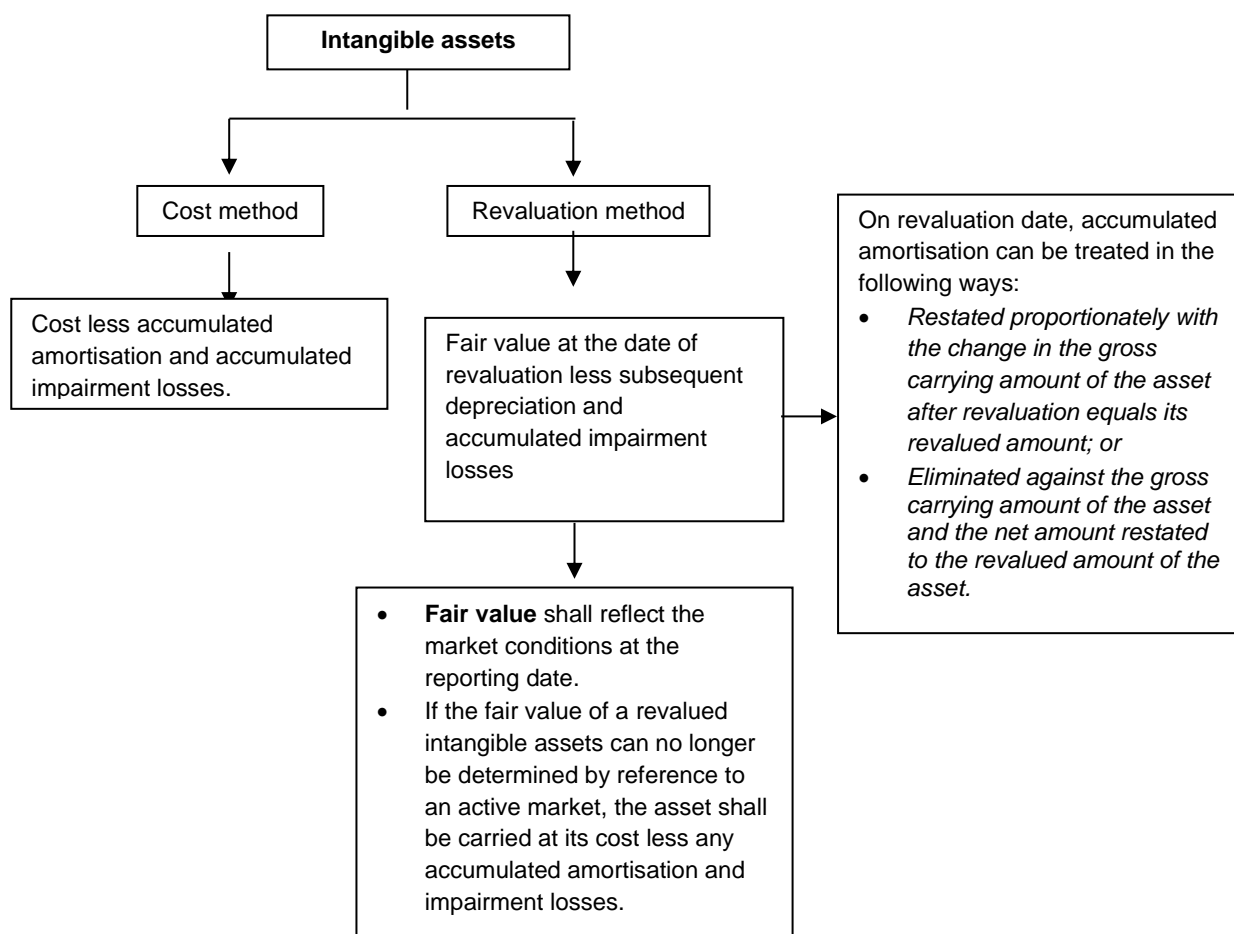 Intangible assets
Cost method
Revaluation method
Cost less accumulated
amortisation and accumulated
impairment losses.
Fair value at the date of
revaluation less subsequent
depreciation and
accumulated impairment
losses
On revaluation date, accumulated
amortisation can be treated in the
following ways:
• Restated proportionately with
the change in the gross
carrying amount of the asset
after revaluation equals its
revalued amount; or
• Eliminated against the gross
carrying amount of the asset
and the net amount restated
to the revalued amount of the
asset.
• Fair value shall reflect the
market conditions at the
reporting date.
• If the fair value of a revalued
intangible assets can no longer
be determined by reference to
an active market, the asset shall
be carried at its cost less any
accumulated amortisation and
impairment losses.